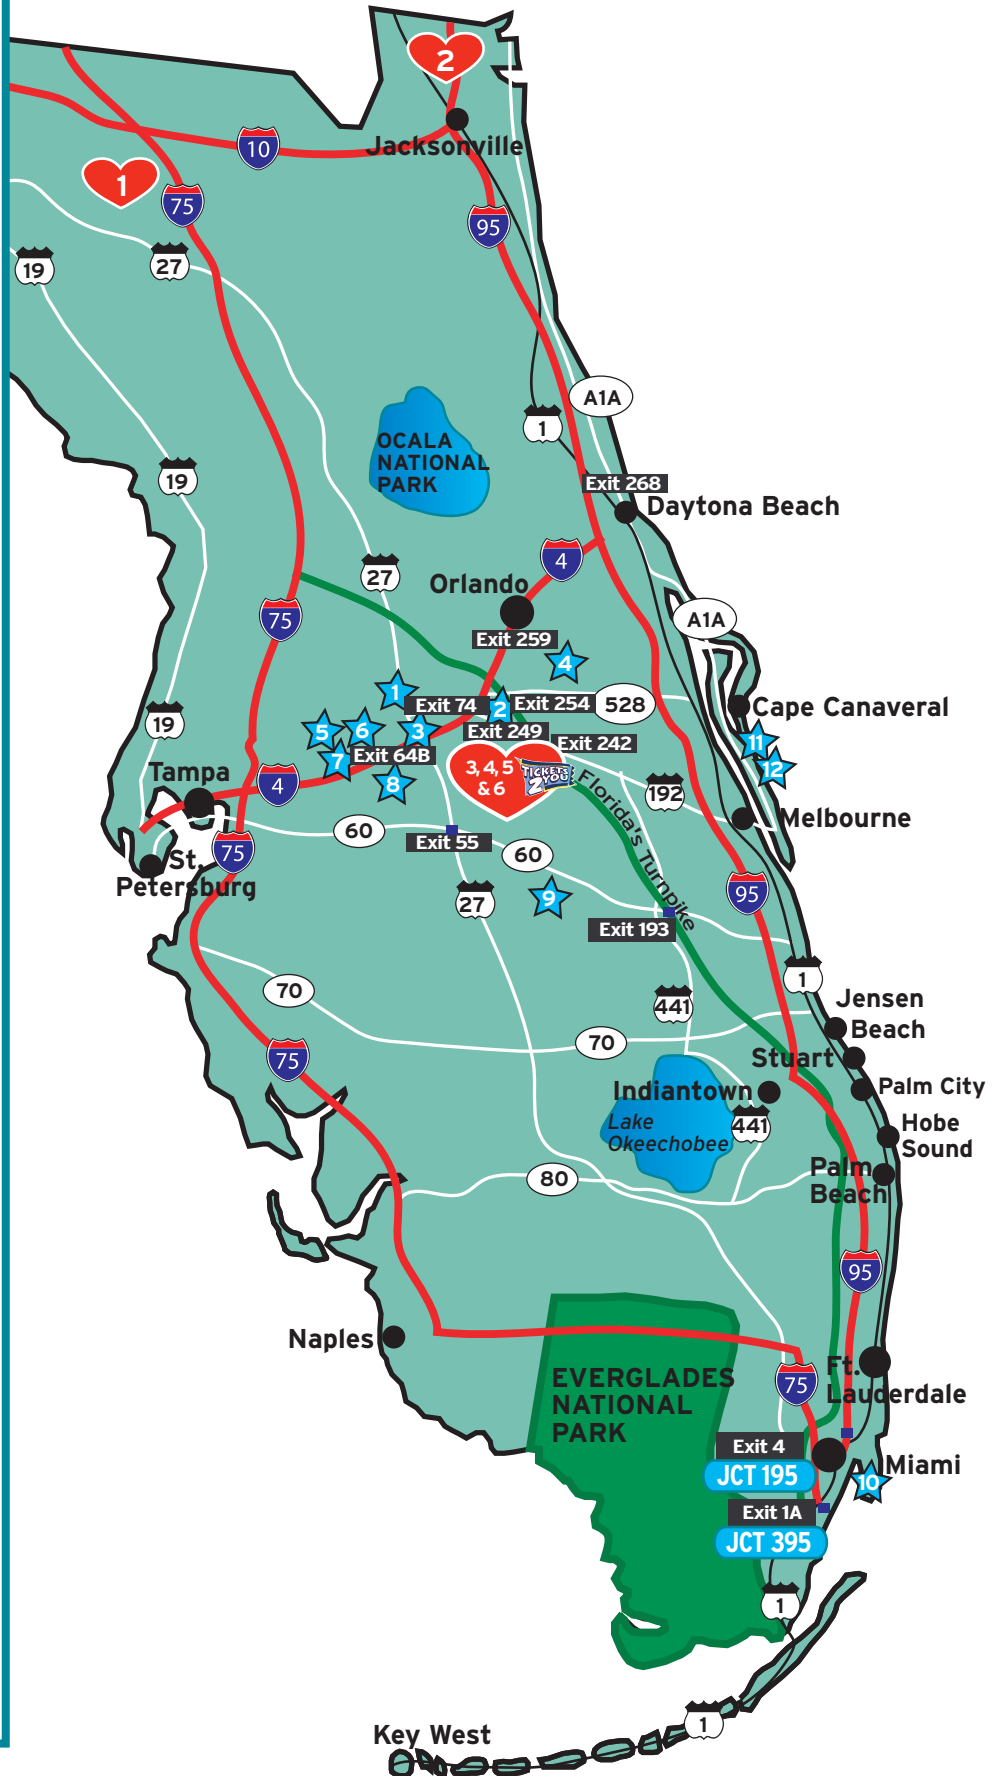 2
Jacksonville
10
1
75
95
27
19
A1A
1
OCALA
NATIONAL
PARK
19
Exit 268
Daytona Beach
4
27
Orlando
75
A1A
Exit 259
4
1
Exit 74
2
Exit 254
528
Cape Canaveral
19
5
6
3
Exit 249
Exit 242
11
7
Exit 64B
12
Tampa
4
8
3, 4, 5
& 6
TICKETS
2YOU
Florida's Turnpike
192
Melbourne
60
Exit 55
60
St.
Petersburg
75
27
9
95
Exit 193
70
441
1
Jensen
Beach
70
75
Stuart
Indiantown
Palm City
Lake
Okeechobee
441
Hobe
Sound
80
Palm
Beach
95
Naples
EVERGLADES
NATIONAL
PARK
75
Ft.
Lauderdale
Exit 4
JCT 195
Miami
10
Exit 1A
JCT 395
1
1
Key West